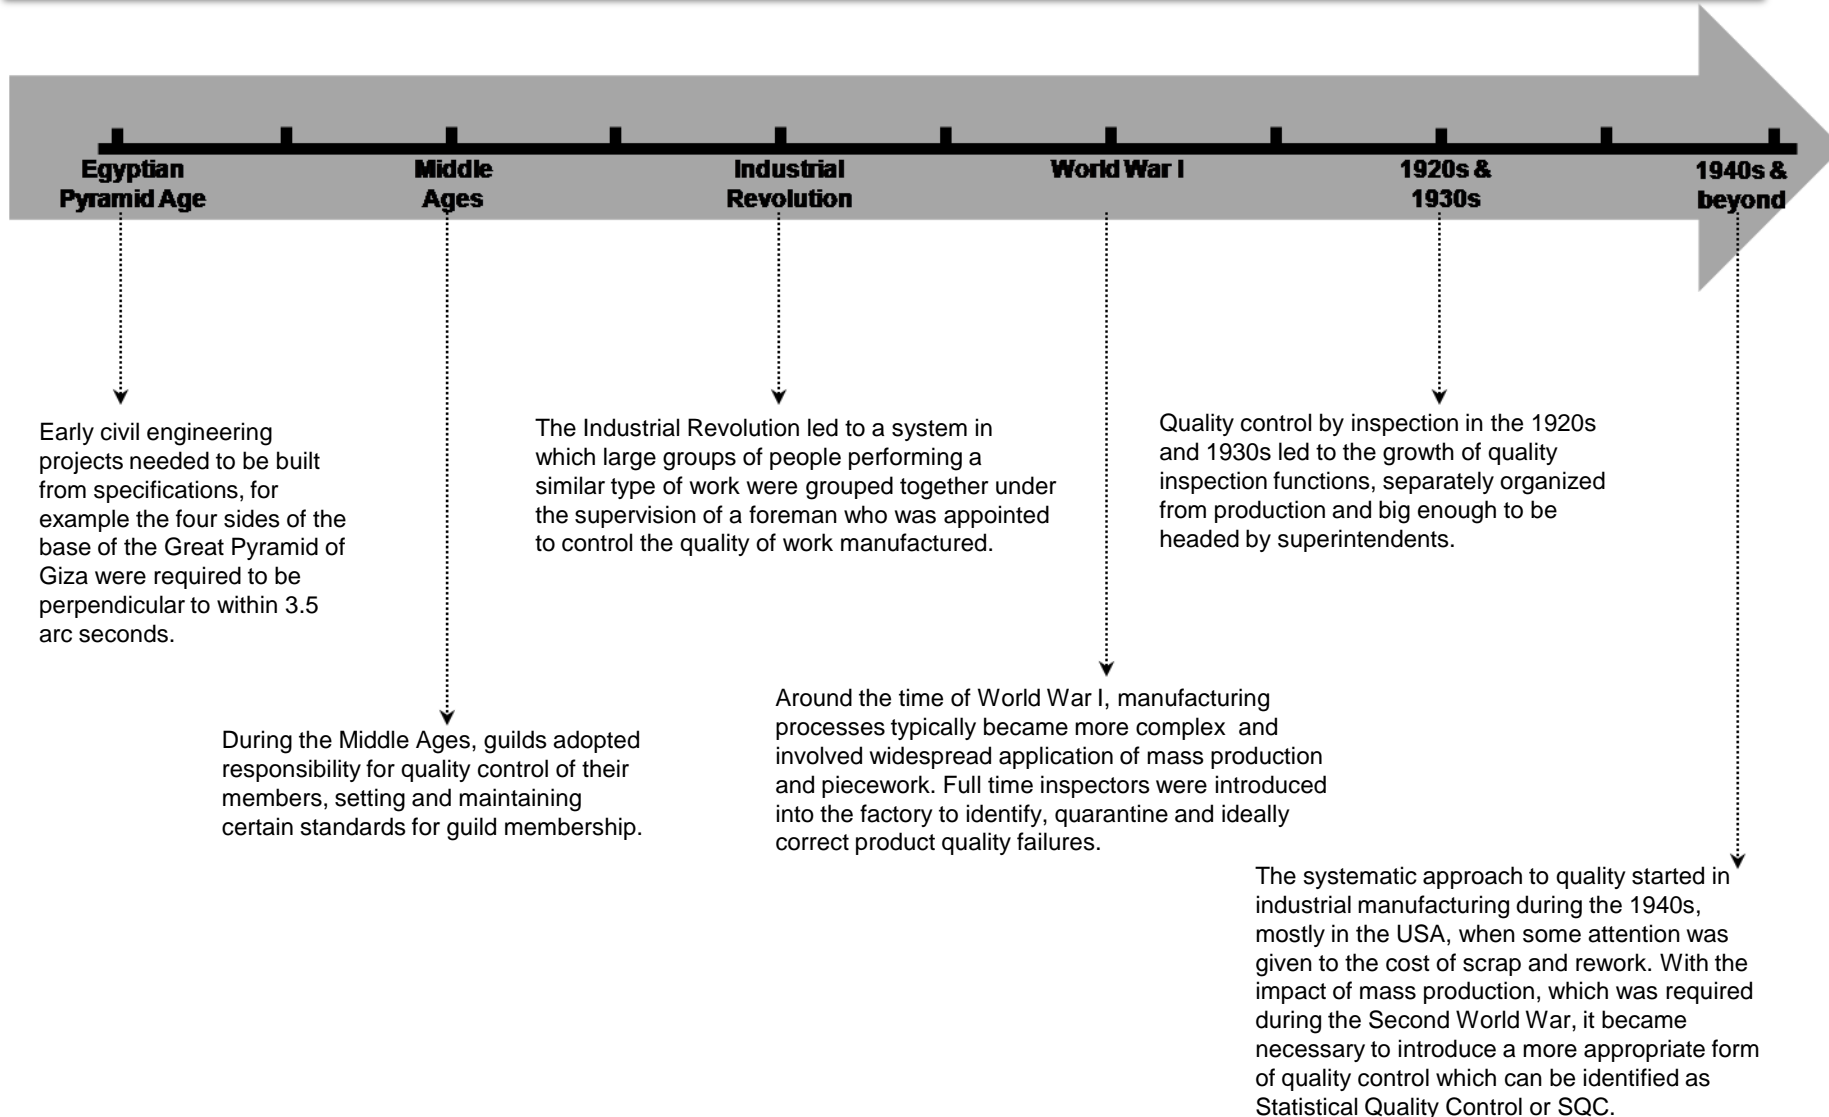 Egyptian
Pyramid Age
Middle
Ages
Industrial
Revolution
World War I
1920s &
1930s
1940s &
beyond
Early civil engineering
projects needed to be built
from specifications, for
example the four sides of the
base of the Great Pyramid of
Giza were required to be
perpendicular to within 3.5
arc seconds.
During the Middle Ages, guilds adopted
responsibility for quality control of their
members, setting and maintaining
certain standards for guild membership.
The Industrial Revolution led to a system in
which large groups of people performing a
similar type of work were grouped together under
the supervision of a foreman who was appointed
to control the quality of work manufactured.
Around the time of World War I, manufacturing
processes typically became more complex and
involved widespread application of mass production
and piecework. Full time inspectors were introduced
into the factory to identify, quarantine and ideally
correct product quality failures.
Quality control by inspection in the 1920s
and 1930s led to the growth of quality
inspection functions, separately organized
from production and big enough to be
headed by superintendents.
The systematic approach to quality started in
industrial manufacturing during the 1940s,
mostly in the USA, when some attention was
given to the cost of scrap and rework. With the
impact of mass production, which was required
during the Second World War, it became
necessary to introduce a more appropriate form
of quality control which can be identified as
Statistical Quality Control or SQC.